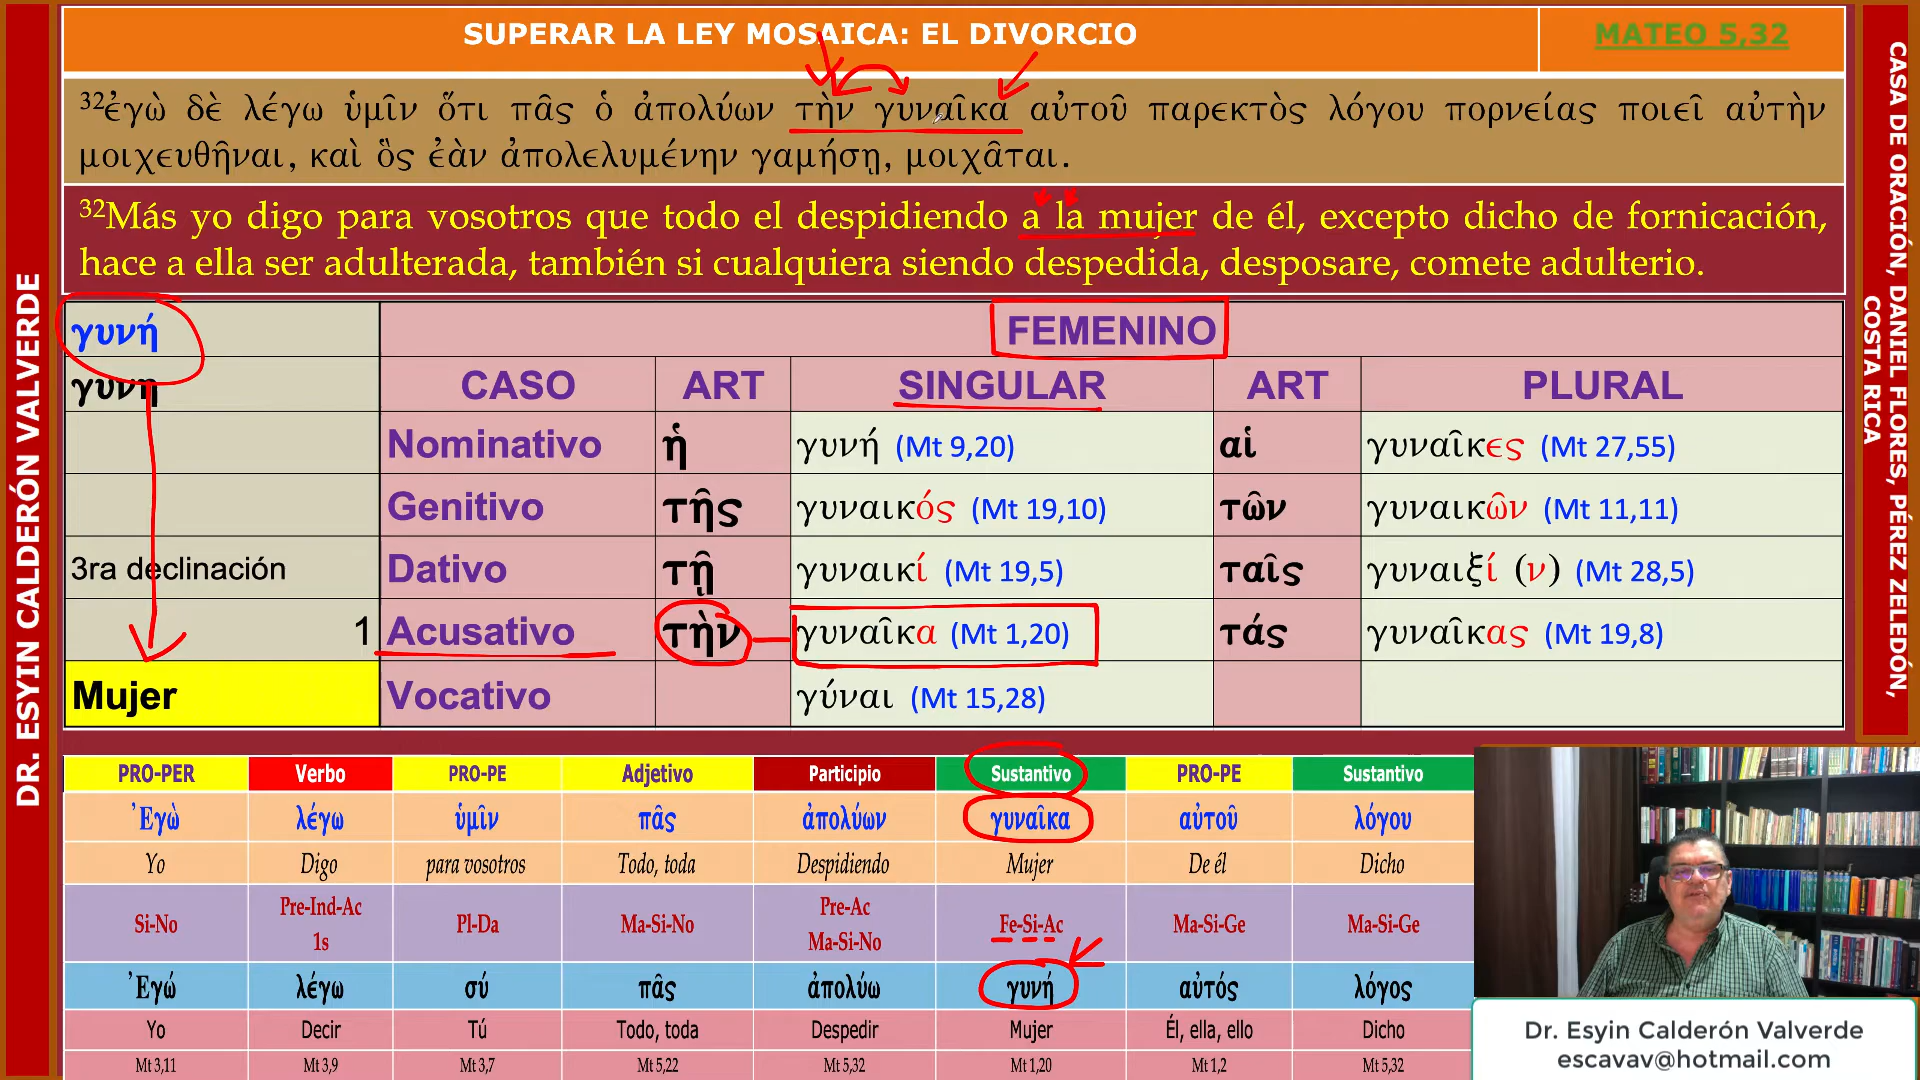 SUPERAR LA LEY MOSAICA: EL DIVORCIO
MATEO 5,32
³²ἐγὼ δὲ λέγω ὑμῖν ὅτι πᾶς ὁ ἀπολύων τὴν γυναῖκα αὐτοῦ παρεκτὸς λόγου πορνείας ποιεῖ αὐτὴν
μοιχευθῆναι, καὶ ὃς ἐὰν ἀπολελυμένην γαμήσῃ, μοιχᾶται.
³²Más yo digo para vosotros que todo el despidiendo a la mujer de él, excepto dicho de fornicación,
hace a ella ser adulterada, también si cualquiera siendo despedida, desposare, comete adulterio.
γυνή FEMENINO
γυνη CASO ART SINGULAR ART PLURAL
Nominativo ἡ γυνή (Mt 9,20) αἱ γυναῖκες (Mt 27,55)
Genitivo τῆς γυναικός (Mt 19,10) τῶν γυναικῶν (Mt 11,11)
3ra declinación Dativo τῇ γυναικί (Mt 19,5) ταῖς γυναιξί (ν) (Mt 28,5)
1 Acusativo τὴν γυναῖκα (Mt 1,20) τάς γυναῖκας (Mt 19,8)
Mujer Vocativo γύναι (Mt 15,28)
PRO-PER Verbo PRO-PE Adjetivo Participio Sustantivo PRO-PE Sustantivo
Ἐγὼ λέγω ὑμῖν πᾶς ἀπολύων γυναῖκα αὐτοῦ λόγου
Yo Digo para vosotros Todo, toda Despidiendo Mujer De él Dicho
Si-No Pre-Ind-Ac Pl-Da Ma-Si-No Pre-Ac Fe-Si-Ac Ma-Si-Ge Ma-Si-Ge
1s Ma-Si-No
Ἐγώ λέγω σύ πᾶς ἀπολύω γυνή αὐτός λόγος
Yo Decir Tú Todo, toda Despedir Mujer Él, ella, ello Dicho
Mt 3,11 Mt 3,9 Mt 3,7 Mt 5,22 Mt 5,32 Mt 1,20 Mt 1,2 Mt 5,32
DR. ESYIN CALDERÓN VALVERDE
CASA DE ORACIÓN, DANIEL FLORES, PÉREZ ZELEDÓN,
COSTA RICA
Dr. Esyin Calderón Valverde
escavav@hotmail.com